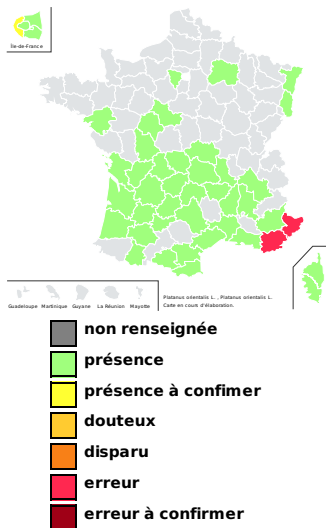 Île-de-France
Guadeloupe Martinique Guyane La Réunion Mayotte
Platanus orientalis L. , Platanus orientalis L.
Carte en cours d'élaboration.
non renseignée
présence
présence à confimer
douteux
disparu
erreur
erreur à confirmer